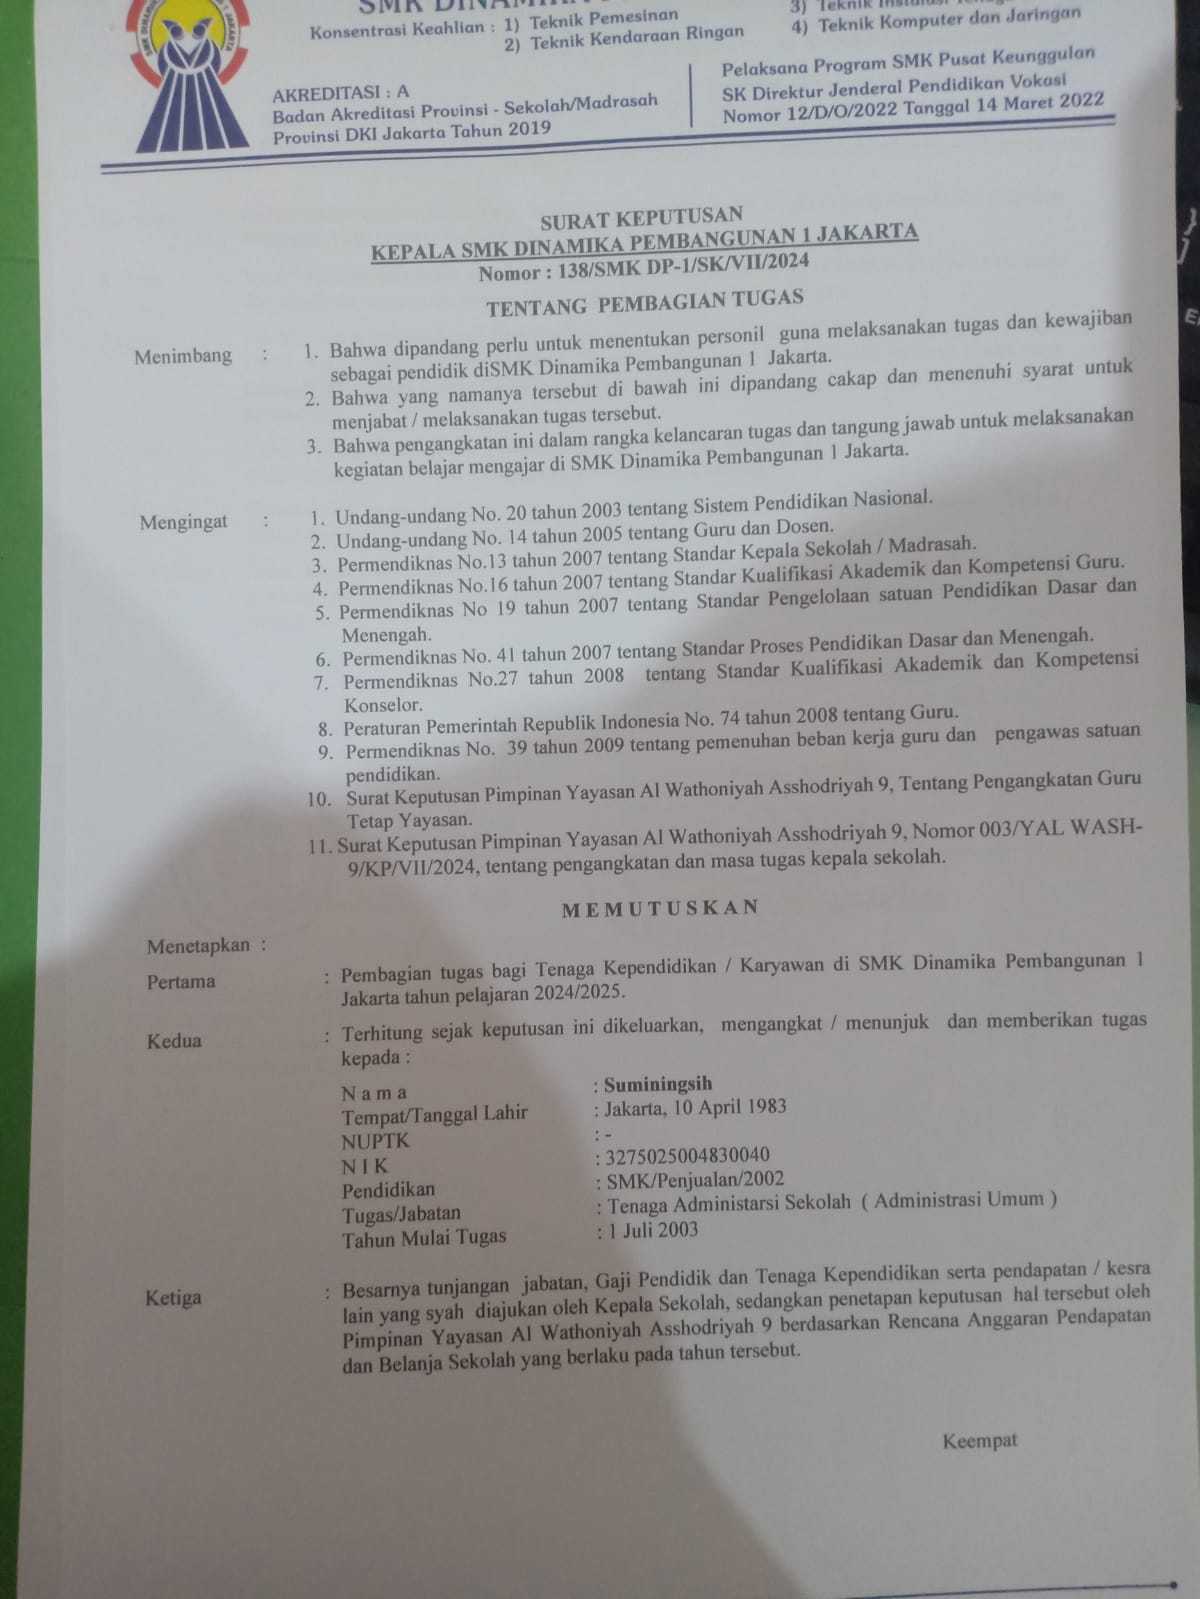 SMK DINAMIKA
Konsentrasi Keahlian : 1) Teknik Pemesinan
2) Teknik Kendaraan Ringan
3) Teknik
4) Teknik Komputer dan Jaringan
AKREDITASI : A
Badan Akreditasi Provinsi - Sekolah/Madrasah
Provinsi DKI Jakarta Tahun 2019
Pelaksana Program SMK Pusat Keunggulan
SK Direktur Jenderal Pendidikan Vokasi
Nomor 12/D/O/2022 Tanggal 14 Maret 2022
SURAT KEPUTUSAN
KEPALA SMK DINAMIKA PEMBANGUNAN 1 JAKARTA
Nomor : 138/SMK DP-1/SK/VII/2024
TENTANG PEMBAGIAN TUGAS
Menimbang : 1. Bahwa dipandang perlu untuk menentukan personil guna melaksanakan tugas dan kewajiban
sebagai pendidik diSMK Dinamika Pembangunan 1 Jakarta.
2. Bahwa yang namanya tersebut di bawah ini dipandang cakap dan menenuhi syarat untuk
menjabat / melaksanakan tugas tersebut.
3. Bahwa pengangkatan ini dalam rangka kelancaran tugas dan tangung jawab untuk melaksanakan
kegiatan belajar mengajar di SMK Dinamika Pembangunan 1 Jakarta.
Mengingat : 1. Undang-undang No. 20 tahun 2003 tentang Sistem Pendidikan Nasional.
2. Undang-undang No. 14 tahun 2005 tentang Guru dan Dosen.
3. Permendiknas No.13 tahun 2007 tentang Standar Kepala Sekolah / Madrasah.
4. Permendiknas No.16 tahun 2007 tentang Standar Kualifikasi Akademik dan Kompetensi Guru.
5. Permendiknas No 19 tahun 2007 tentang Standar Pengelolaan satuan Pendidikan Dasar dan
Menengah.
6. Permendiknas No. 41 tahun 2007 tentang Standar Proses Pendidikan Dasar dan Menengah.
7. Permendiknas No.27 tahun 2008 tentang Standar Kualifikasi Akademik dan Kompetensi
Konselor.
8. Peraturan Pemerintah Republik Indonesia No. 74 tahun 2008 tentang Guru.
9. Permendiknas No. 39 tahun 2009 tentang pemenuhan beban kerja guru dan pengawas satuan
pendidikan.
10. Surat Keputusan Pimpinan Yayasan Al Wathoniyah Asshodriyah 9, Tentang Pengangkatan Guru
Tetap Yayasan.
11. Surat Keputusan Pimpinan Yayasan Al Wathoniyah Asshodriyah 9, Nomor 003/YAL WASH-
9/KP/VII/2024, tentang pengangkatan dan masa tugas kepala sekolah.
M E M U T U S K A N
Menetapkan :
Pertama : Pembagian tugas bagi Tenaga Kependidikan / Karyawan di SMK Dinamika Pembangunan 1
Jakarta tahun pelajaran 2024/2025.
Kedua : Terhitung sejak keputusan ini dikeluarkan, mengangkat / menunjuk dan memberikan tugas
kepada :
N a m a : Suminingsih
Tempat/Tanggal Lahir : Jakarta, 10 April 1983
NUPTK : -
N I K : 3275025004830040
Pendidikan : SMK/Penjualan/2002
Tugas/Jabatan : Tenaga Administarsi Sekolah ( Administrasi Umum )
Tahun Mulai Tugas : 1 Juli 2003
Ketiga : Besarnya tunjangan jabatan, Gaji Pendidik dan Tenaga Kependidikan serta pendapatan / kesra
lain yang syah diajukan oleh Kepala Sekolah, sedangkan penetapan keputusan hal tersebut oleh
Pimpinan Yayasan Al Wathoniyah Asshodriyah 9 berdasarkan Rencana Anggaran Pendapatan
dan Belanja Sekolah yang berlaku pada tahun tersebut.
Keempat